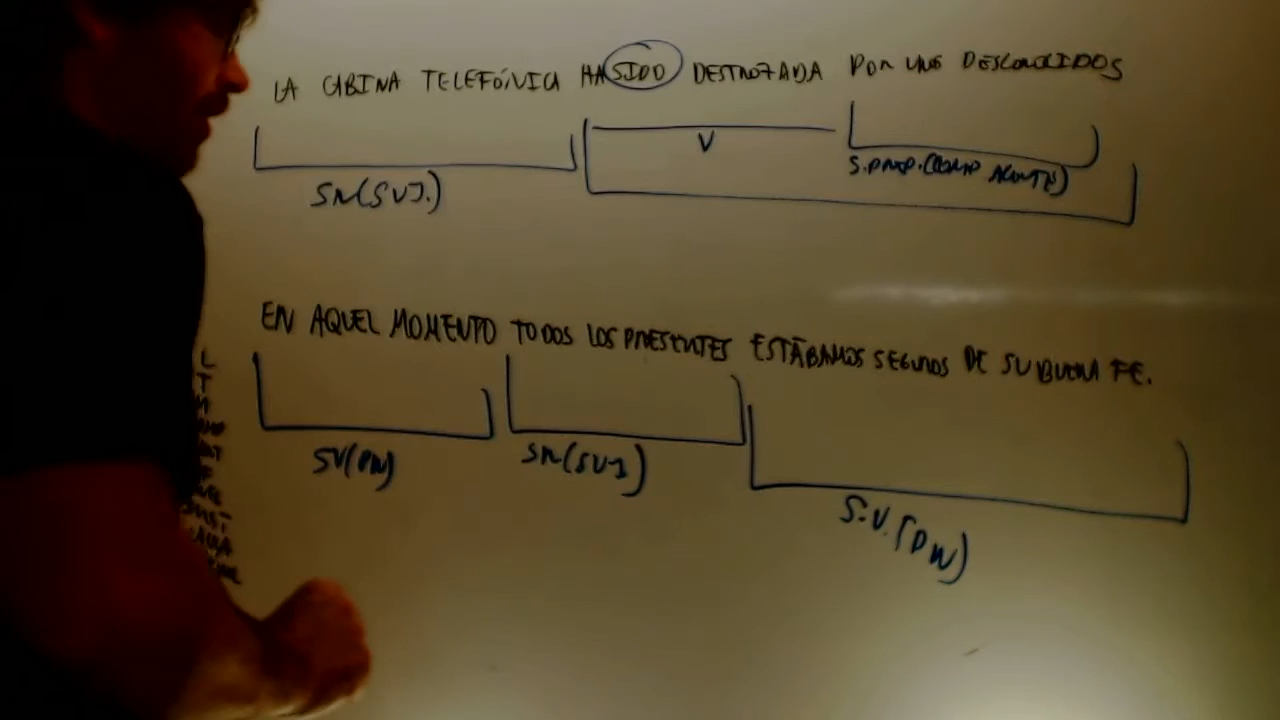 LA CABINA TELEFÓNICA HA SIDO DESTROZADA POR UNOS DESCONOCIDOS
V
S.PREP.(COMP AGENTE)
SN(SUJ.)
EN AQUEL MOMENTO TODOS LOS PRESENTES ESTÁBAMOS SEGUROS DE SU BUENA FE.
SV(PN)
SN(SUJ)
S.V.(PN)
L
T
M